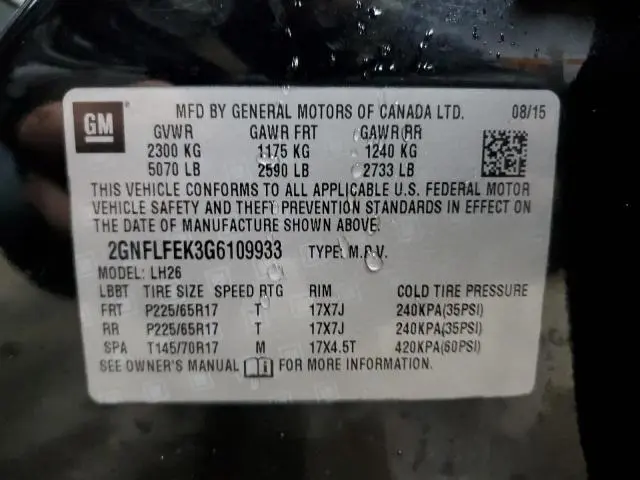 GM ® MFD BY GENERAL MOTORS OF CANADA LTD. 08/15
GVWR GAWR FRT GAWR RR
2300 KG 1175 KG 1240 KG
5070 LB 2590 LB 2733 LB
THIS VEHICLE CONFORMS TO ALL APPLICABLE U.S. FEDERAL MOTOR
VEHICLE SAFETY AND THEFT PREVENTION STANDARDS IN EFFECT ON
THE DATE OF MANUFACTURE SHOWN ABOVE.
2GNFLFEK3G6109933 TYPE: M.P.V.
MODEL: LH26
LBBT TIRE SIZE SPEED RTG RIM COLD TIRE PRESSURE
FRT P225/65R17 T 17X7J 240KPA(35PSI)
RR P225/65R17 T 17X7J 240KPA(35PSI)
SPA T145/70R17 M 17X4.5T 420KPA(60PSI)
SEE OWNER'S MANUAL i FOR MORE INFORMATION.